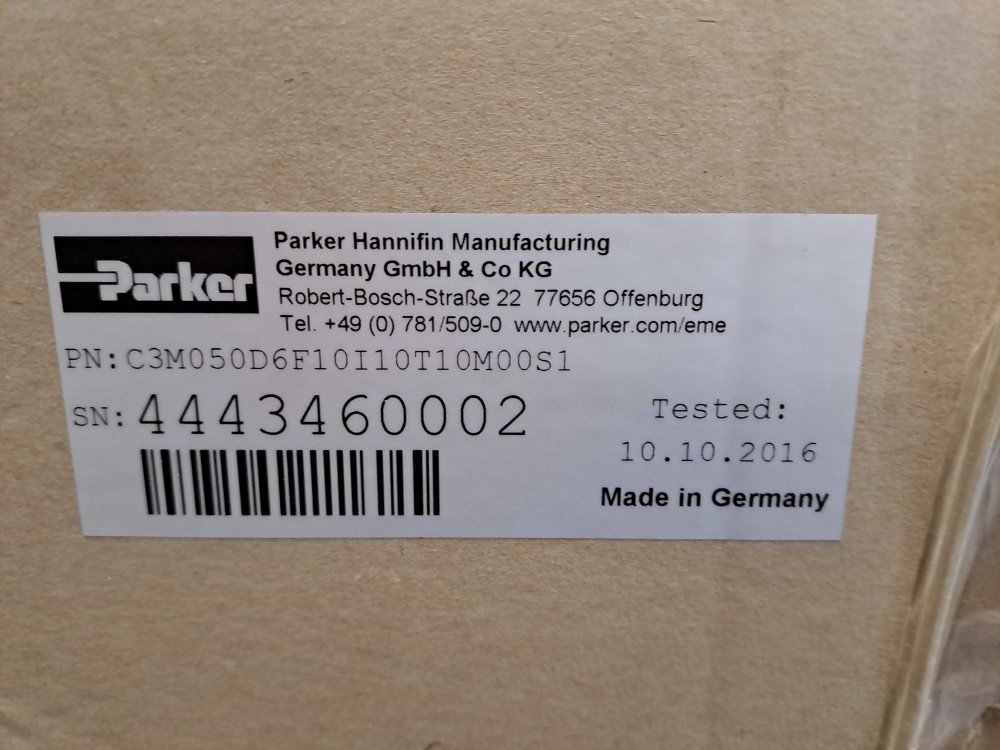 Parker
Parker Hannifin Manufacturing
Germany GmbH & Co KG
Robert-Bosch-Straße 22 77656 Offenburg
Tel. +49 (0) 781/509-0 www.parker.com/eme
PN: C3M050D6F10I10T10M00S1
SN: 4443460002
Tested:
10.10.2016
Made in Germany